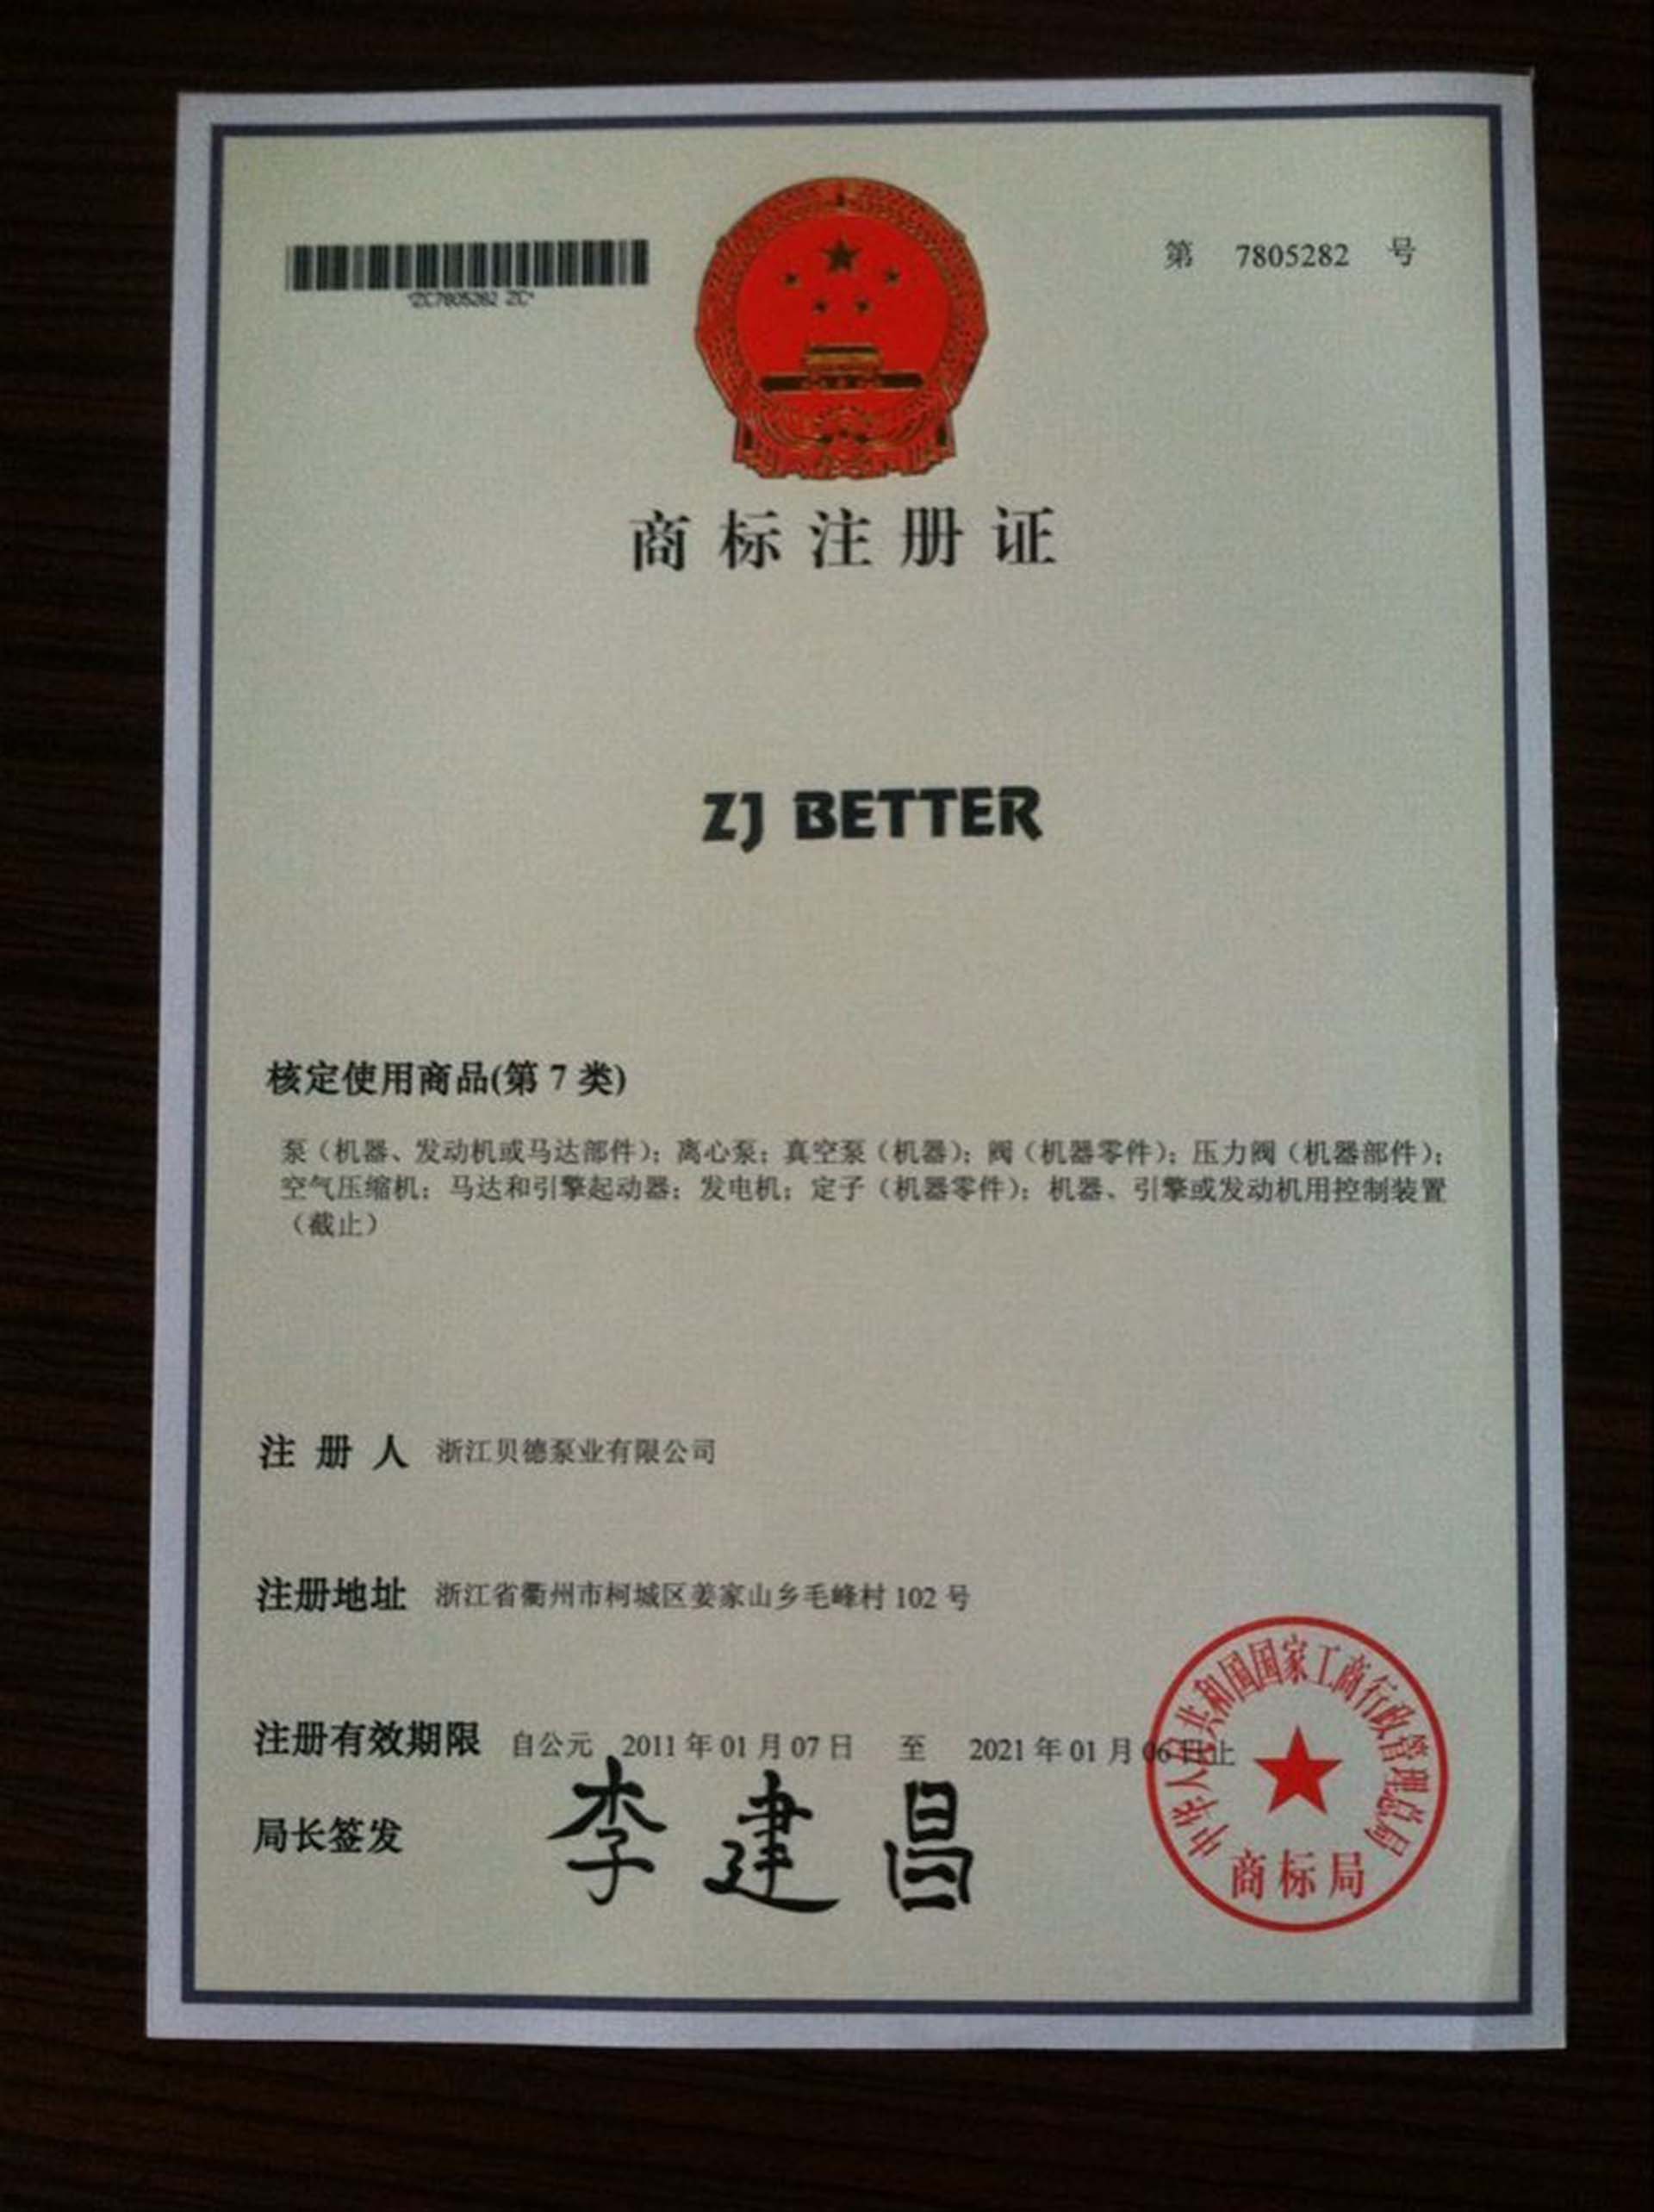 *ZC7805282 ZC*
第 7805282 号
商标注册证
ZJ BETTER
核定使用商品(第 7 类)
泵（机器、发动机或马达部件）；离心泵；真空泵（机器）；阀（机器零件）；压力阀（机器部件）；
空气压缩机；马达和引擎起动器；发电机；定子（机器零件）；机器、引擎或发动机用控制装置
（截止）
注册人 浙江贝德泵业有限公司
注册地址 浙江省衢州市柯城区姜家山乡毛峰村 102 号
注册有效期限 自公元 2011 年 01 月 07 日 至 2021 年 01 月 06 日止
局长签发 李建昌
中华人民共和国国家工商行政管理总局
商标局